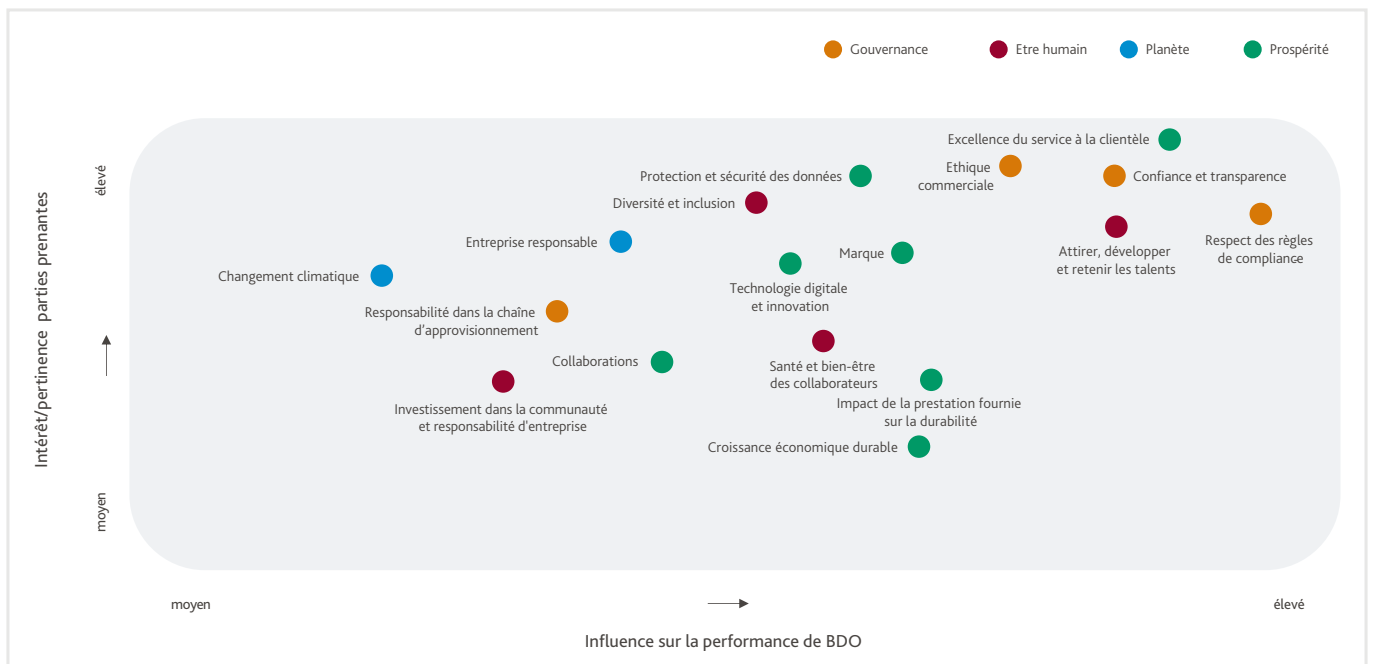 Gouvernance
Etre humain
Planète
Prospérité
Excellence du service à la clientèle
Ethique
commerciale
Confiance et transparence
Protection et sécurité des données
Diversité et inclusion
Respect des règles
de compliance
Attirer, développer
et retenir les talents
Entreprise responsable
Marque
Changement climatique
Technologie digitale
et innovation
Responsabilité dans la chaîne
d'approvisionnement
Collaborations
Santé et bien-être
des collaborateurs
Investissement dans la communauté
et responsabilité d'entreprise
Impact de la prestation fournie
sur la durabilité
Croissance économique durable
Intérêt/pertinence parties prenantes
élevé
moyen
moyen
élevé
Influence sur la performance de BDO